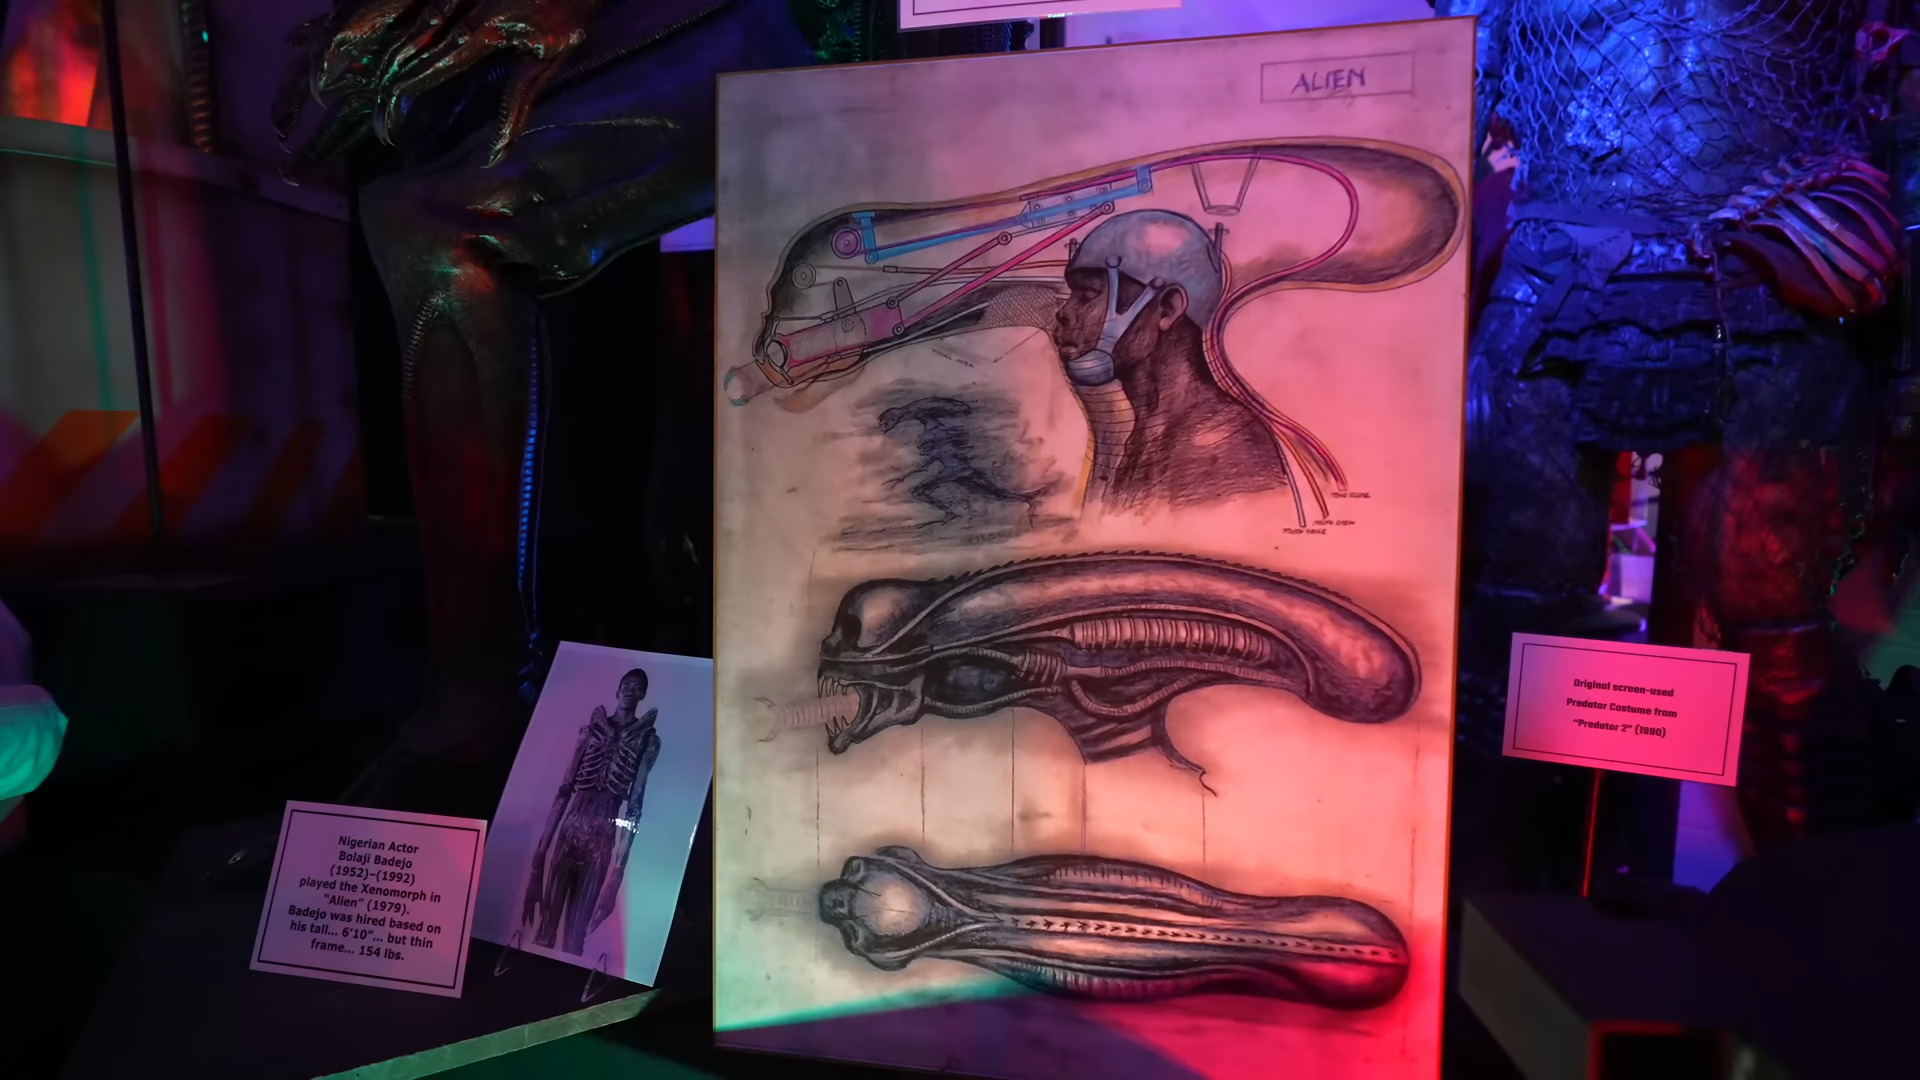 ALIEN
Nigerian Actor
Bolaji Badejo
(1952)–(1992)
played the Xenomorph in
"Alien" (1979).
Badejo was hired based on
his tall... 6'10"... but thin
frame... 154 lbs.
Original screen-used
Predator Costume from
"Predator 2" (1990)